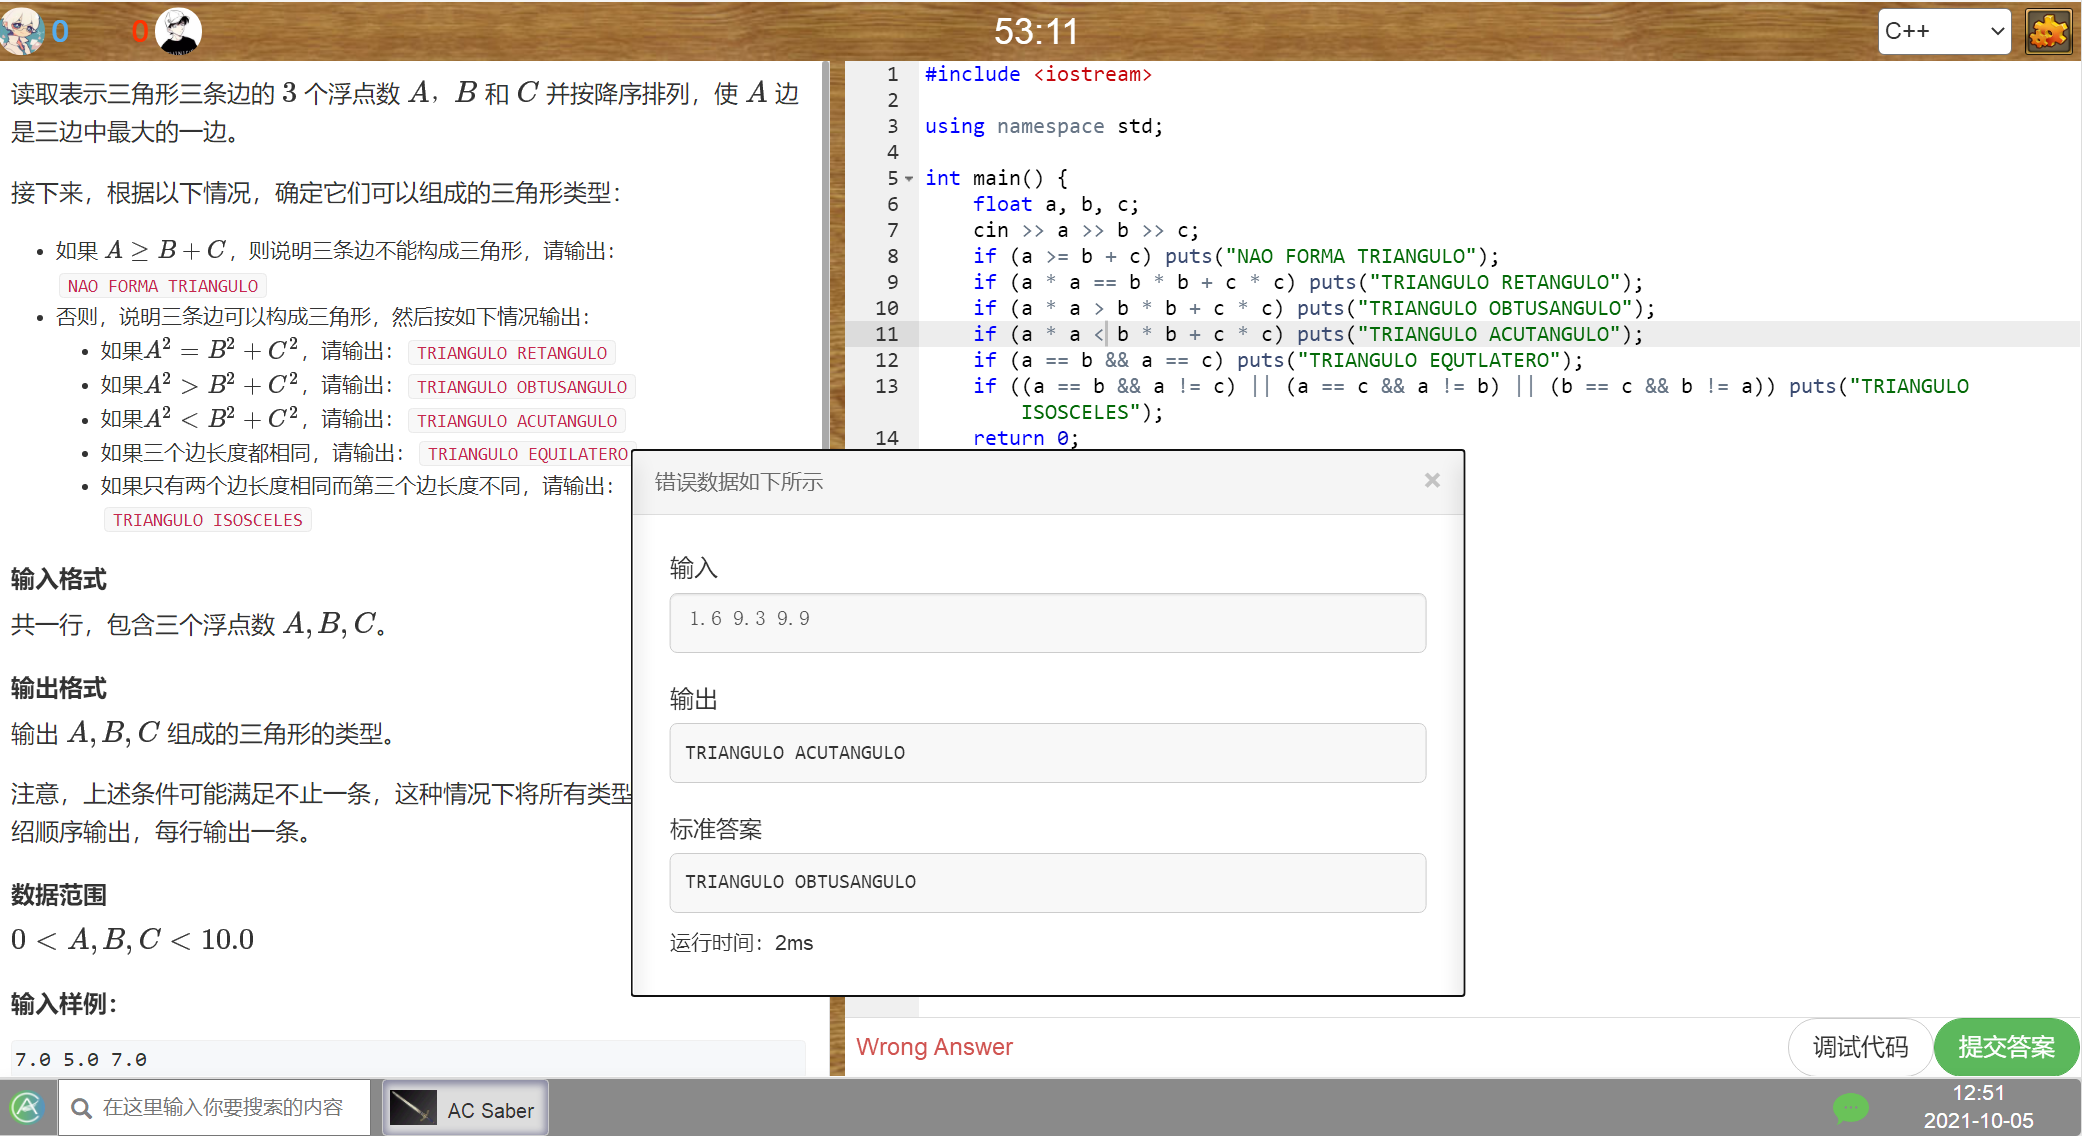 0
0
53:11
C++
读取表示三角形三条边的 3 个浮点数 A，B 和 C 并按降序排列，使 A 边
是三边中最大的一边。
接下来，根据以下情况，确定它们可以组成的三角形类型：
如果 A ≥ B + C，则说明三条边不能构成三角形，请输出：
NAO FORMA TRIANGULO
否则，说明三条边可以构成三角形，然后按如下情况输出：
如果A² = B² + C²，请输出： TRIANGULO RETANGULO
如果A² > B² + C²，请输出： TRIANGULO OBTUSANGULO
如果A² < B² + C²，请输出： TRIANGULO ACUTANGULO
如果三个边长度都相同，请输出： TRIANGULO EQUILATERO
如果只有两个边长度相同而第三个边长度不同，请输出：
TRIANGULO ISOSCELES
输入格式
共一行，包含三个浮点数 A, B, C。
输出格式
输出 A, B, C 组成的三角形的类型。
注意，上述条件可能满足不止一条，这种情况下将所有类型
绍顺序输出，每行输出一条。
数据范围
0 < A, B, C < 10.0
输入样例：
7.0 5.0 7.0
1 #include <iostream>
2
3 using namespace std;
4
5 int main() {
6 float a, b, c;
7 cin >> a >> b >> c;
8 if (a >= b + c) puts("NAO FORMA TRIANGULO");
9 if (a * a == b * b + c * c) puts("TRIANGULO RETANGULO");
10 if (a * a > b * b + c * c) puts("TRIANGULO OBTUSANGULO");
11 if (a * a < b * b + c * c) puts("TRIANGULO ACUTANGULO");
12 if (a == b && a == c) puts("TRIANGULO EQUTLATERO");
13 if ((a == b && a != c) || (a == c && a != b) || (b == c && b != a)) puts("TRIANGULO
ISOSCELES");
14 return 0;
错误数据如下所示 ×
输入
1.6 9.3 9.9
输出
TRIANGULO ACUTANGULO
标准答案
TRIANGULO OBTUSANGULO
运行时间：2ms
Wrong Answer
调试代码
提交答案
在这里输入你要搜索的内容
AC Saber
12:51
2021-10-05